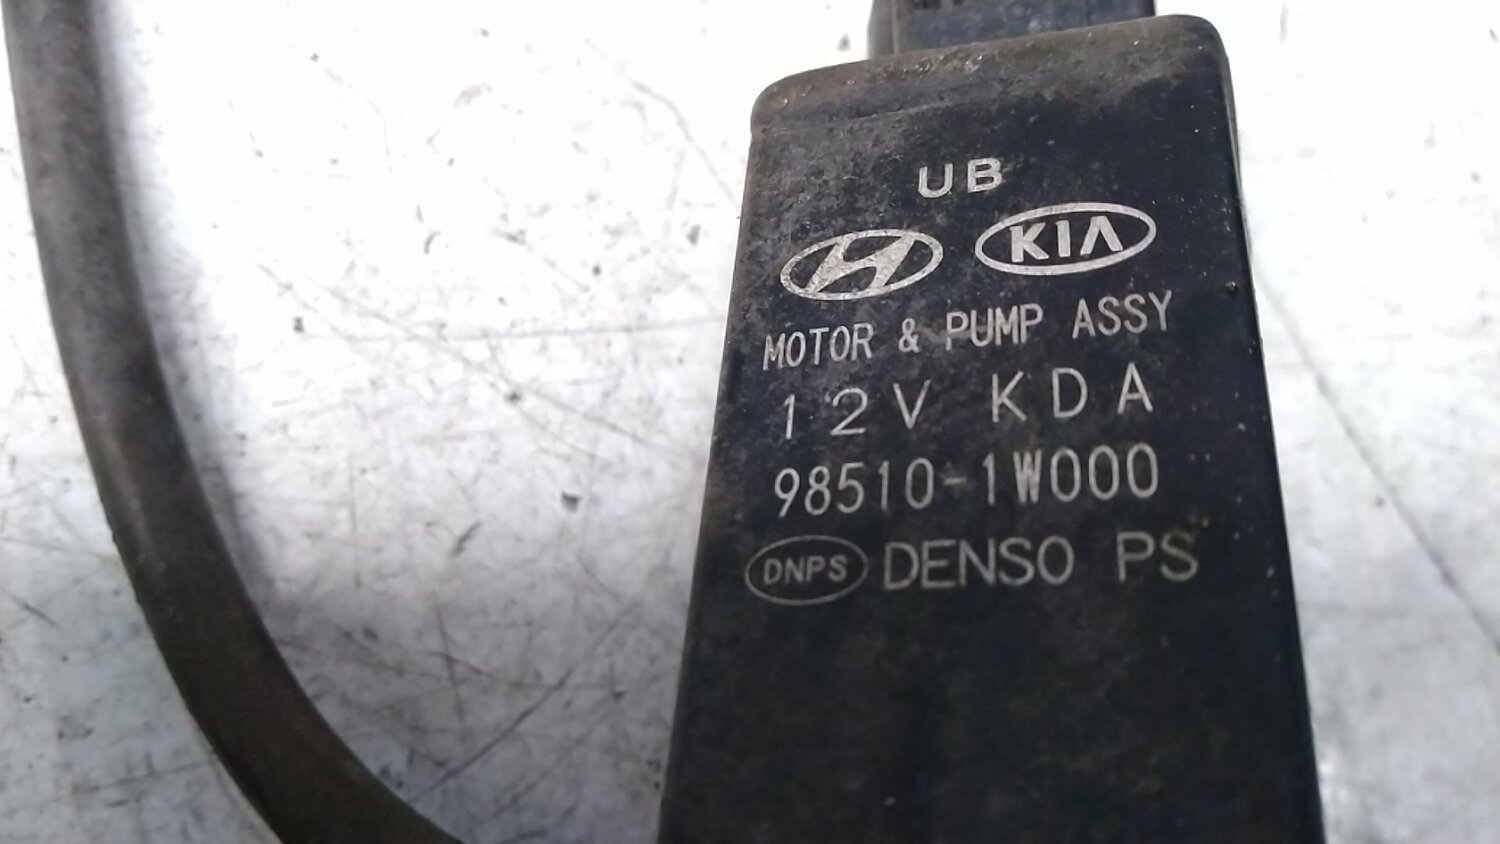 UB
KIA
MOTOR & PUMP ASSY
12V KDA
98510-1W000
DNPS DENSO PS